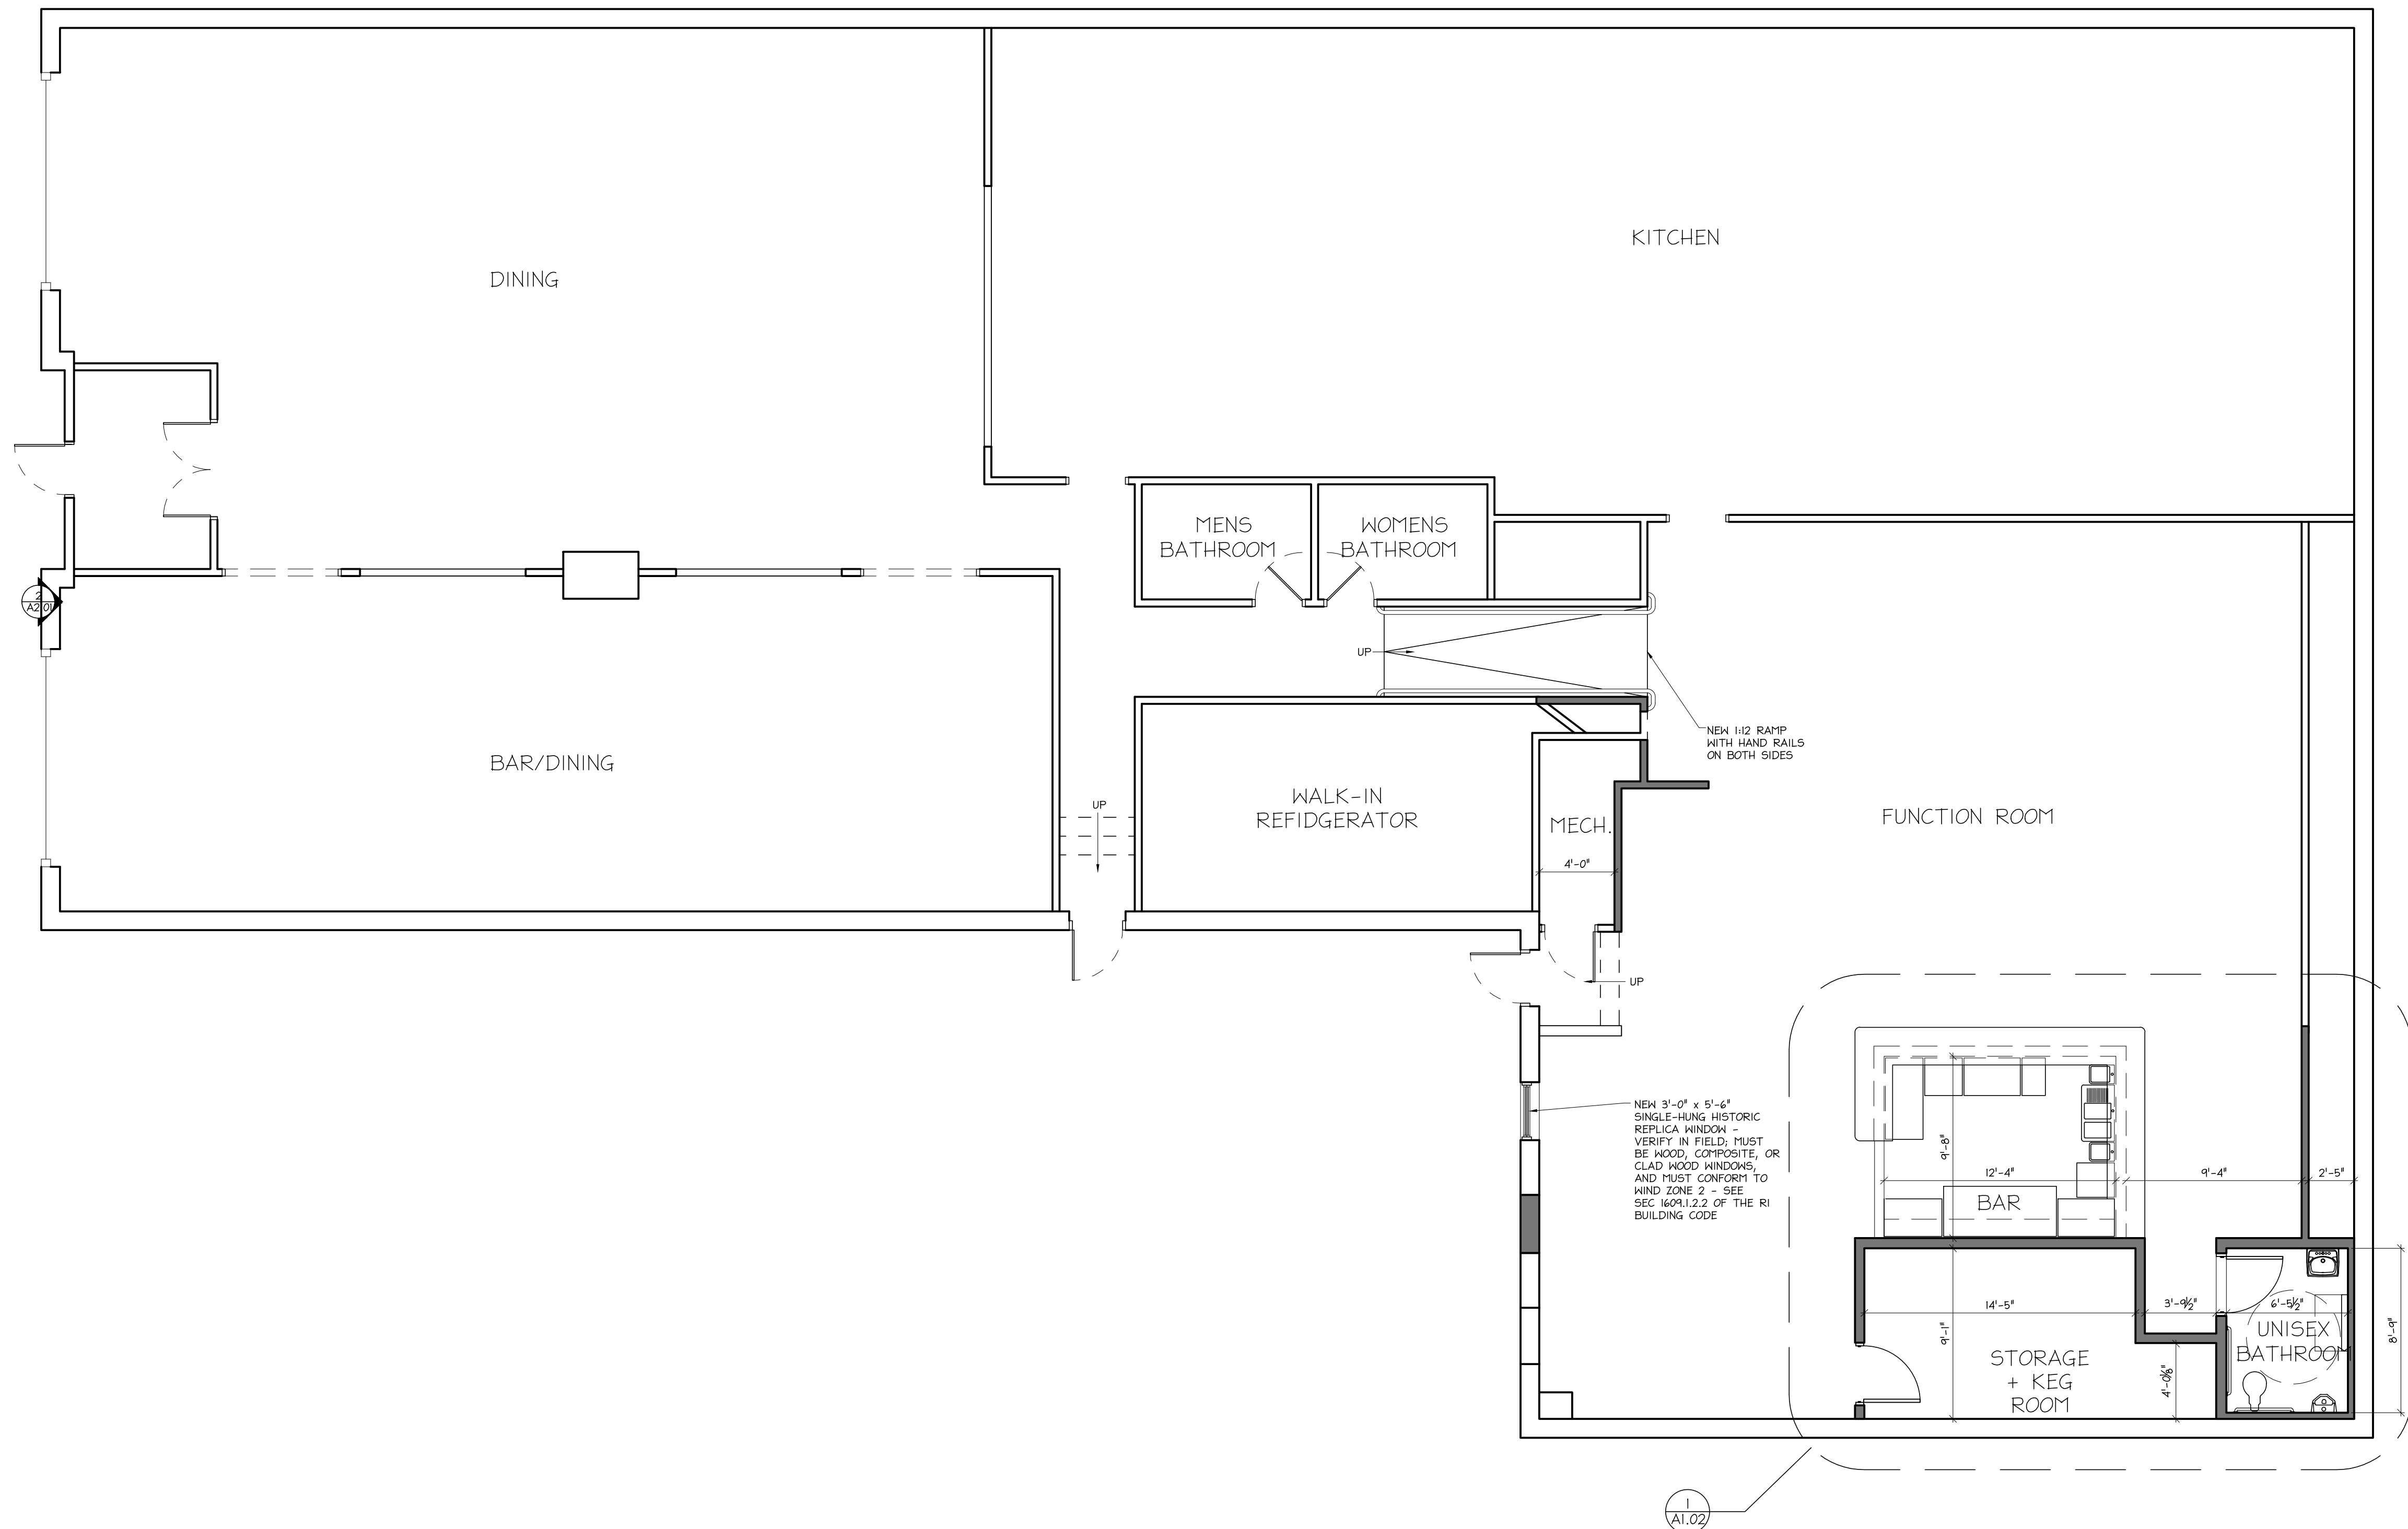 KITCHEN
DINING
MENS
BATHROOM
WOMENS
BATHROOM
2
A2.01
UP
NEW 1:12 RAMP
WITH HAND RAILS
ON BOTH SIDES
BAR/DINING
UP
WALK-IN
REFIDGERATOR
MECH.
4'-0"
FUNCTION ROOM
UP
NEW 3'-0" x 5'-6"
SINGLE-HUNG HISTORIC
REPLICA WINDOW -
VERIFY IN FIELD; MUST
BE WOOD, COMPOSITE, OR
CLAD WOOD WINDOWS,
AND MUST CONFORM TO
WIND ZONE 2 - SEE
SEC 1609.1.2.2 OF THE RI
BUILDING CODE
9'-8"
12'-4"
9'-4"
2'-5"
BAR
14'-5"
3'-9½"
6'-5½"
9'-1"
8'-9"
UNISEX
BATHROOM
STORAGE
+ KEG
ROOM
4'-0⅛"
1
A1.02